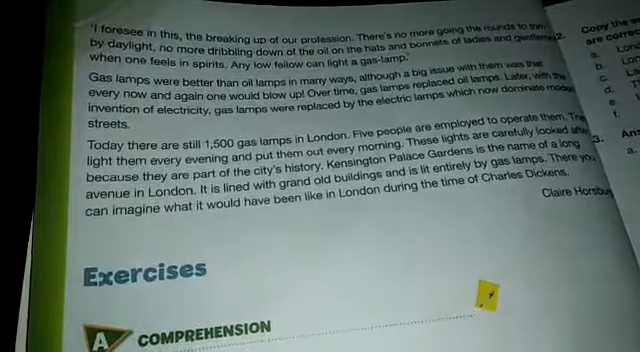 'I foresee in this, the breaking up of our profession. There's no more going the rounds to trim
by daylight, no more dribbling down of the oil on the hats and bonnets of ladies and gentlemen
when one feels in spirits. Any low fellow can light a gas-lamp.'
Gas lamps were better than oil lamps in many ways, although a big issue with them was that
every now and again one would blow up! Over time, gas lamps replaced oil lamps. Later, with the
invention of electricity, gas lamps were replaced by the electric lamps which now dominate modern
streets.
Today there are still 1,500 gas lamps in London. Five people are employed to operate them. They
light them every evening and put them out every morning. These lights are carefully looked after
because they are part of the city's history. Kensington Palace Gardens is the name of a long
avenue in London. It is lined with grand old buildings and is lit entirely by gas lamps. There you
can imagine what it would have been like in London during the time of Charles Dickens.
Claire Horsbu
Exercises
A COMPREHENSION
2. Copy the
are correc
a. Lon
b. Lon
c.
d.
e.
f.
3. Ans
a.